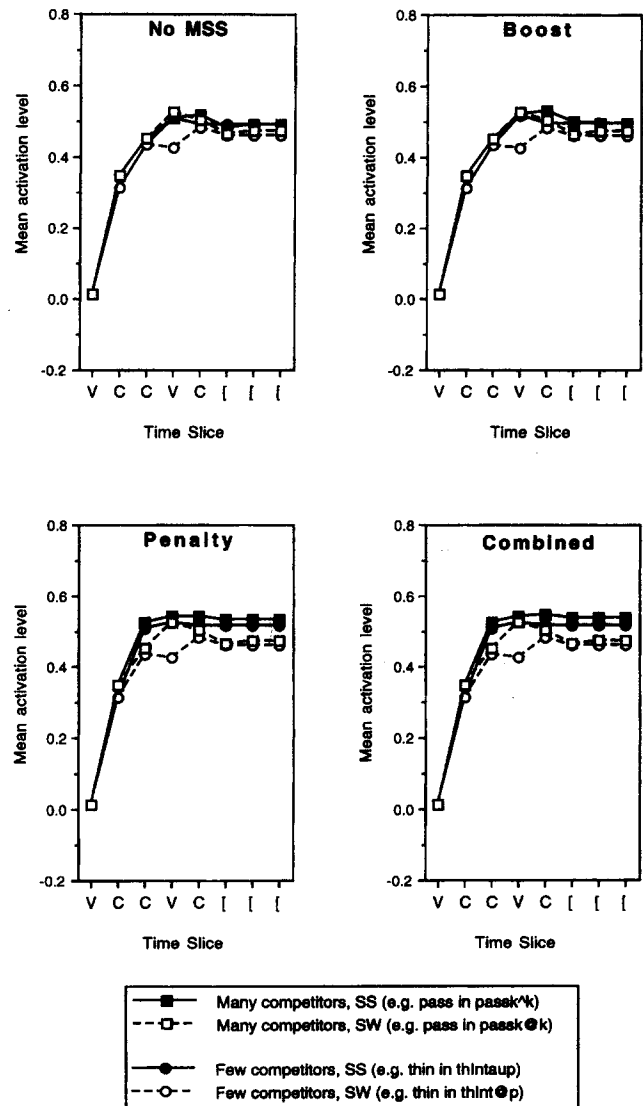 No MSS
Mean activation level
0.8
0.6
0.4
0.2
0.0
-0.2
V C C V C [ [ [
Time Slice
Boost
Mean activation level
0.8
0.6
0.4
0.2
0.0
-0.2
V C C V C [ [ [
Time Slice
Penalty
Mean activation level
0.8
0.6
0.4
0.2
0.0
-0.2
V C C V C [ [ [
Time Slice
Combined
Mean activation level
0.8
0.6
0.4
0.2
0.0
-0.2
V C C V C [ [ [
Time Slice
Many competitors, SS (e.g. pass in passk^k)
Many competitors, SW (e.g. pass in passk@k)
Few competitors, SS (e.g. thin in thIntaup)
Few competitors, SW (e.g. thin in thInt@p)